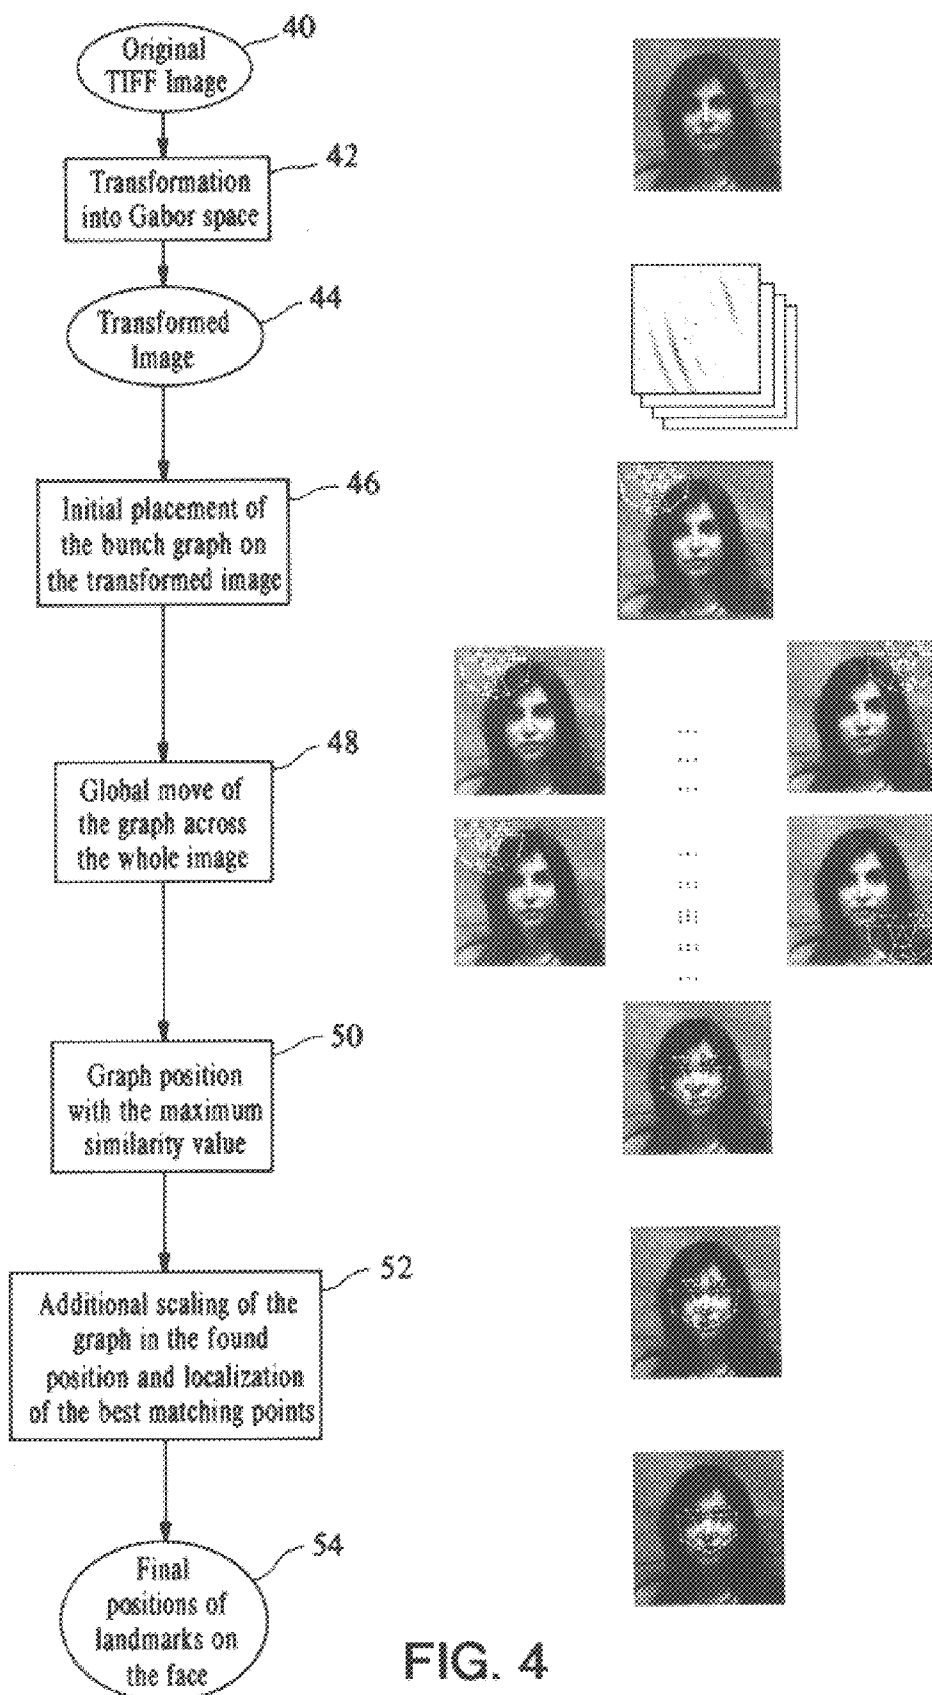 40
Original
TIFF Image
42
Transformation
into Gabor space
44
Transformed
Image
46
Initial placement of
the bunch graph on
the transformed image
48
Global move of
the graph across
the whole image
50
Graph position
with the maximum
similarity value
52
Additional scaling of the
graph in the found
position and localization
of the best matching points
54
Final
positions of
landmarks on
the face
FIG. 4